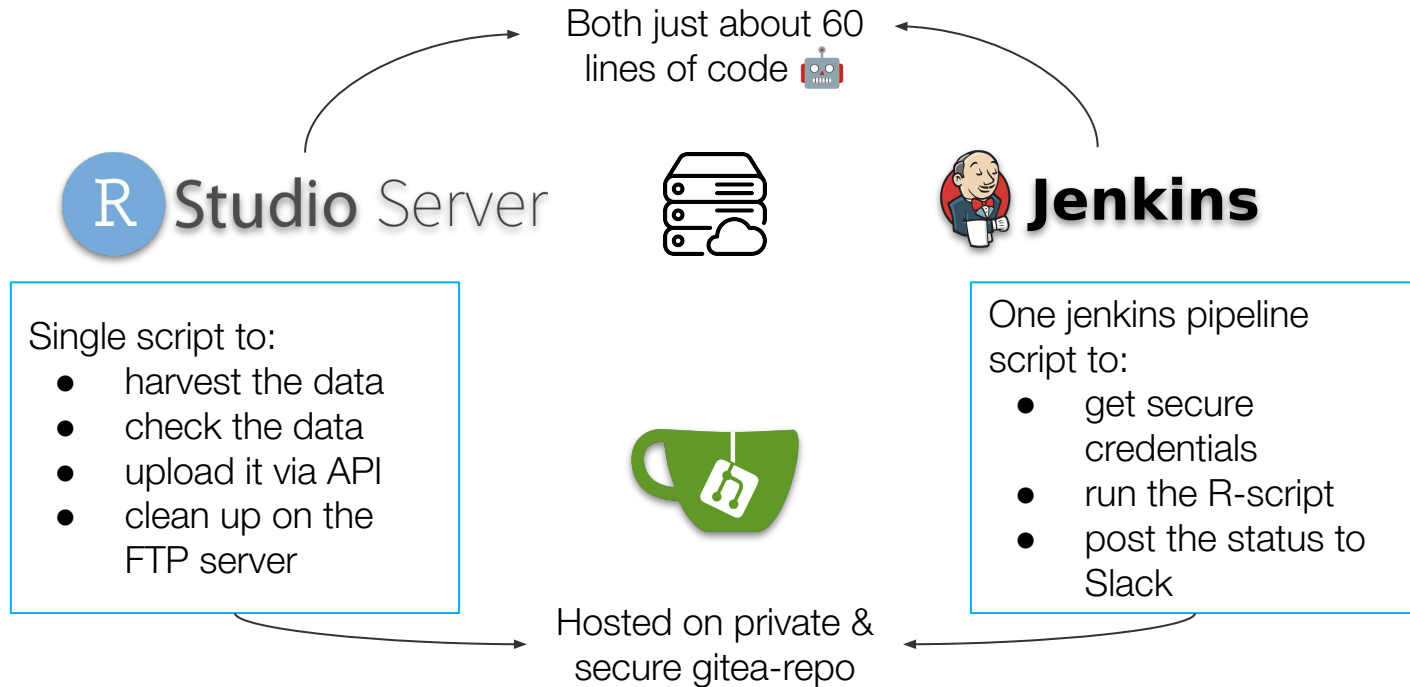 Both just about 60
lines of code 🤖
R Studio Server
Jenkins
Single script to:
● harvest the data
● check the data
● upload it via API
● clean up on the
FTP server
One jenkins pipeline
script to:
● get secure
credentials
● run the R-script
● post the status to
Slack
Hosted on private &
secure gitea-repo